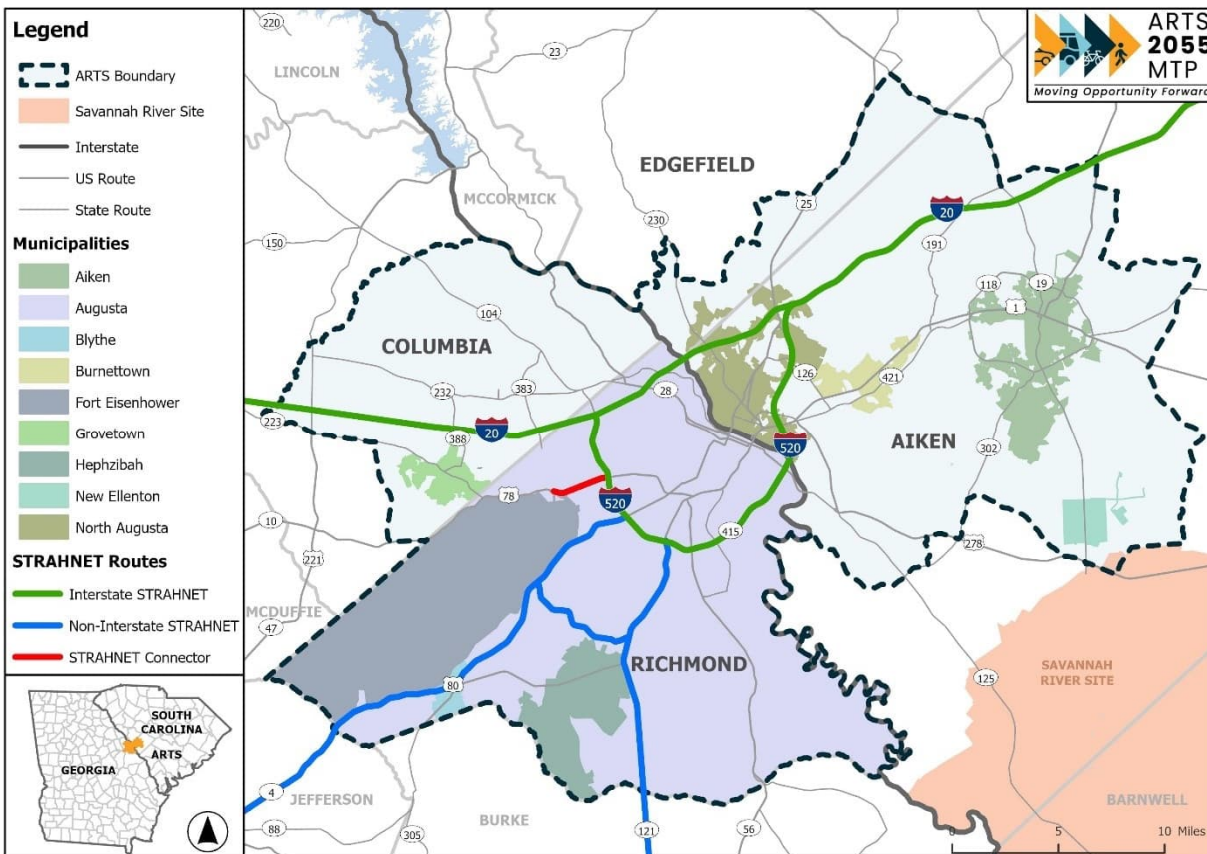 Legend
ARTS Boundary
Savannah River Site
Interstate
US Route
State Route
Municipalities
Aiken
Augusta
Blythe
Burnettown
Fort Eisenhower
Grovetown
Hephzibah
New Ellenton
North Augusta
STRAHNET Routes
Interstate STRAHNET
Non-Interstate STRAHNET
STRAHNET Connector
SOUTH
CAROLINA
ARTS
GEORGIA
ARTS
2055
MTP
Moving Opportunity Forward
220
23
LINCOLN
EDGEFIELD
MCCORMICK
25
20
230
150
191
118
19
1
104
COLUMBIA
126
421
232
383
28
223
20
388
AIKEN
520
302
78
520
10
415
278
221
MCDUFFIE
47
RICHMOND
SAVANNAH
RIVER SITE
80
125
4
JEFFERSON
BARNWELL
88
305
BURKE
121
56
0
5
10 Miles